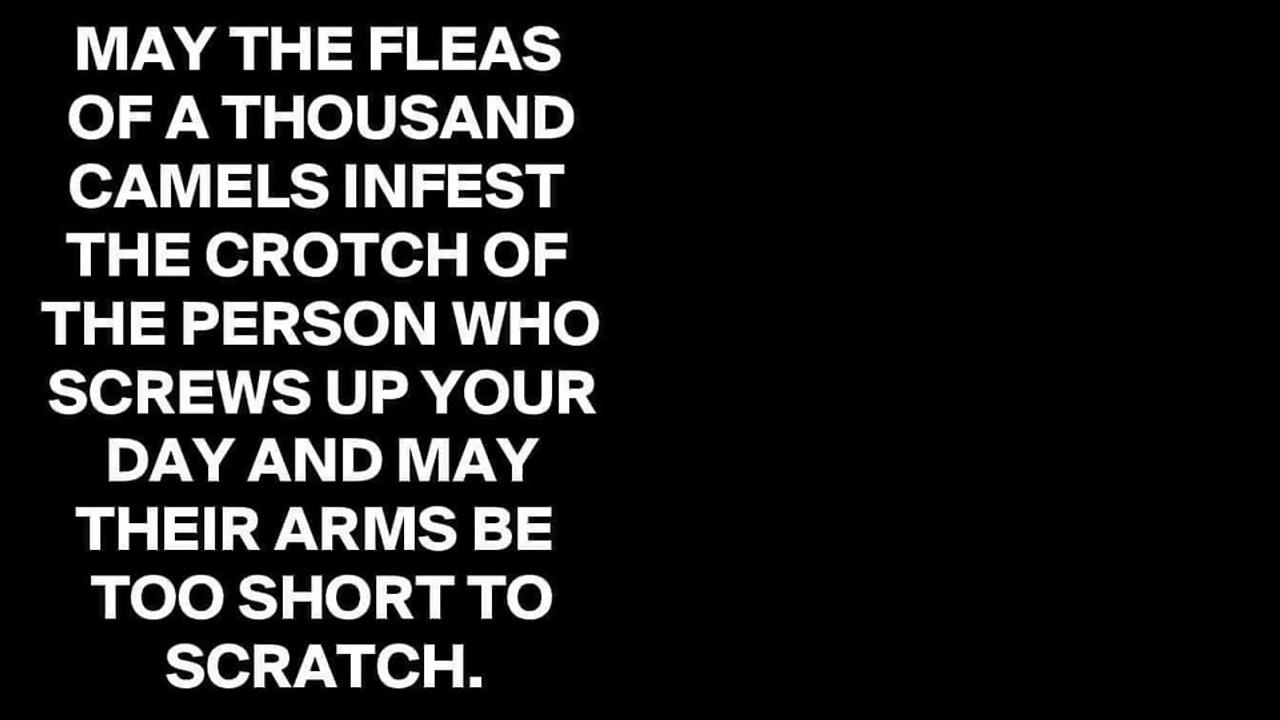 MAY THE FLEAS
OF A THOUSAND
CAMELS INFEST
THE CROTCH OF
THE PERSON WHO
SCREWS UP YOUR
DAY AND MAY
THEIR ARMS BE
TOO SHORT TO
SCRATCH.